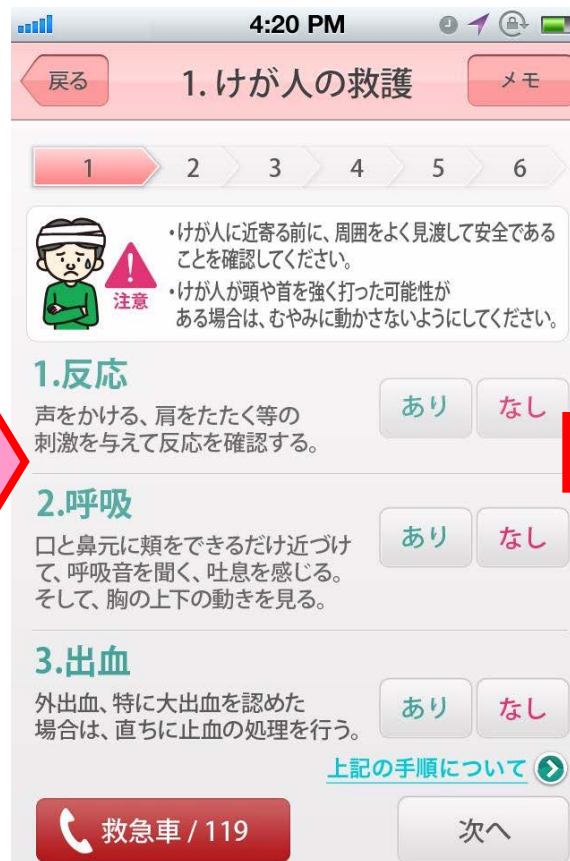 4:20 PM
戻る
1. けが人の救護
メモ
1 2 3 4 5 6
・けが人に近寄る前に、周囲をよく見渡して安全である
ことを確認してください。
・けが人が頭や首を強く打った可能性が
ある場合は、むやみに動かさないようにしてください。
注意
1.反応
声をかける、肩をたたく等の
刺激を与えて反応を確認する。
あり なし
2.呼吸
口と鼻元に頬をできるだけ近づけ
て、呼吸音を聞く、吐息を感じる。
そして、胸の上下の動きを見る。
あり なし
3.出血
外出血、特に大出血を認めた
場合は、直ちに止血の処理を行う。
あり なし
上記の手順について
救急車 / 119
次へ